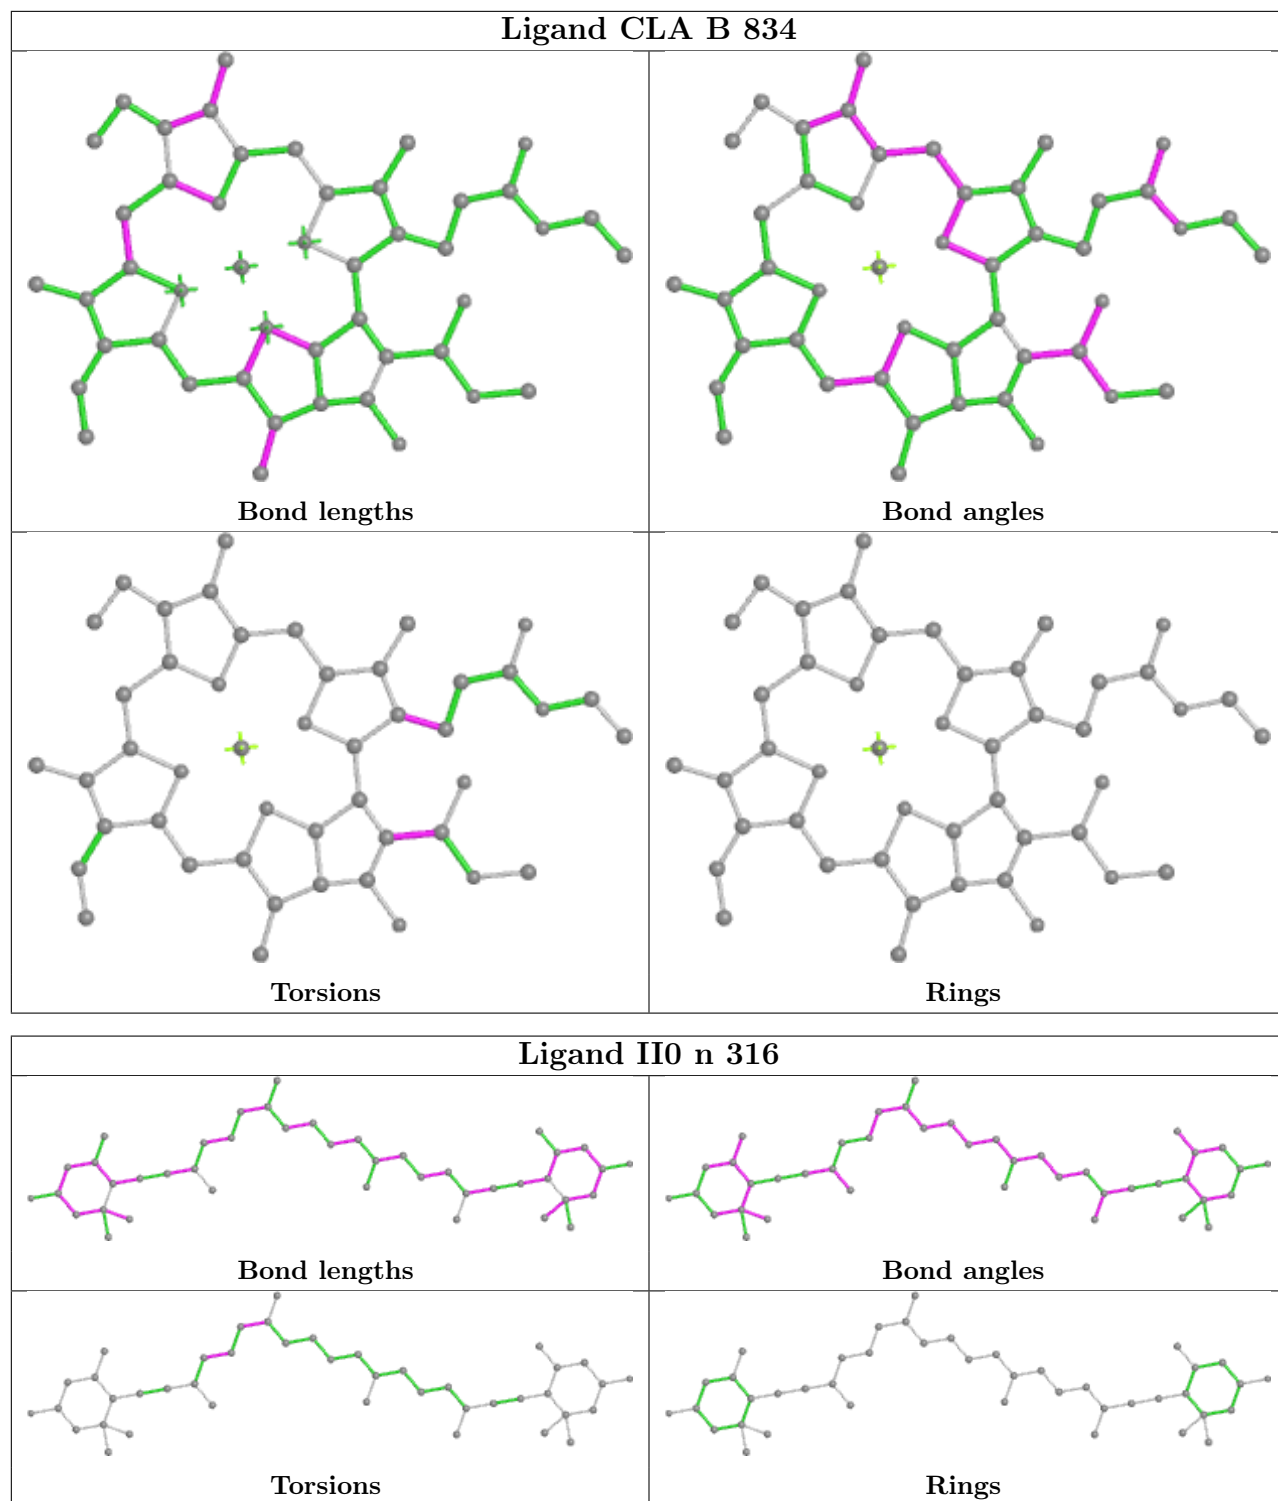 Ligand CLA B 834
Bond lengths
Bond angles
Torsions
Rings
Ligand II0 n 316
Bond lengths
Bond angles
Torsions
Rings